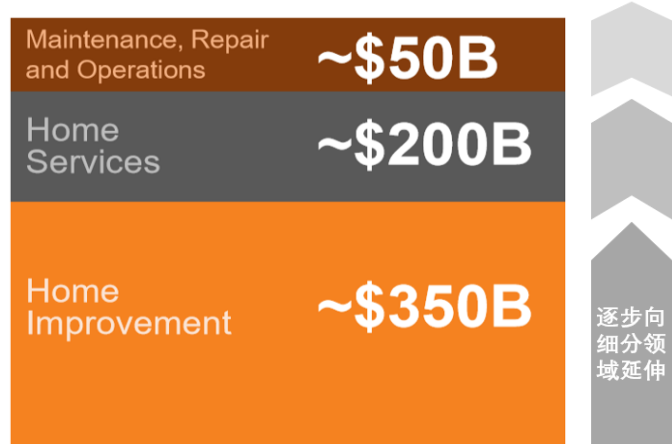 Maintenance, Repair
and Operations
~$50B
Home
Services
~$200B
Home
Improvement
~$350B
逐步向
细分领
域延伸